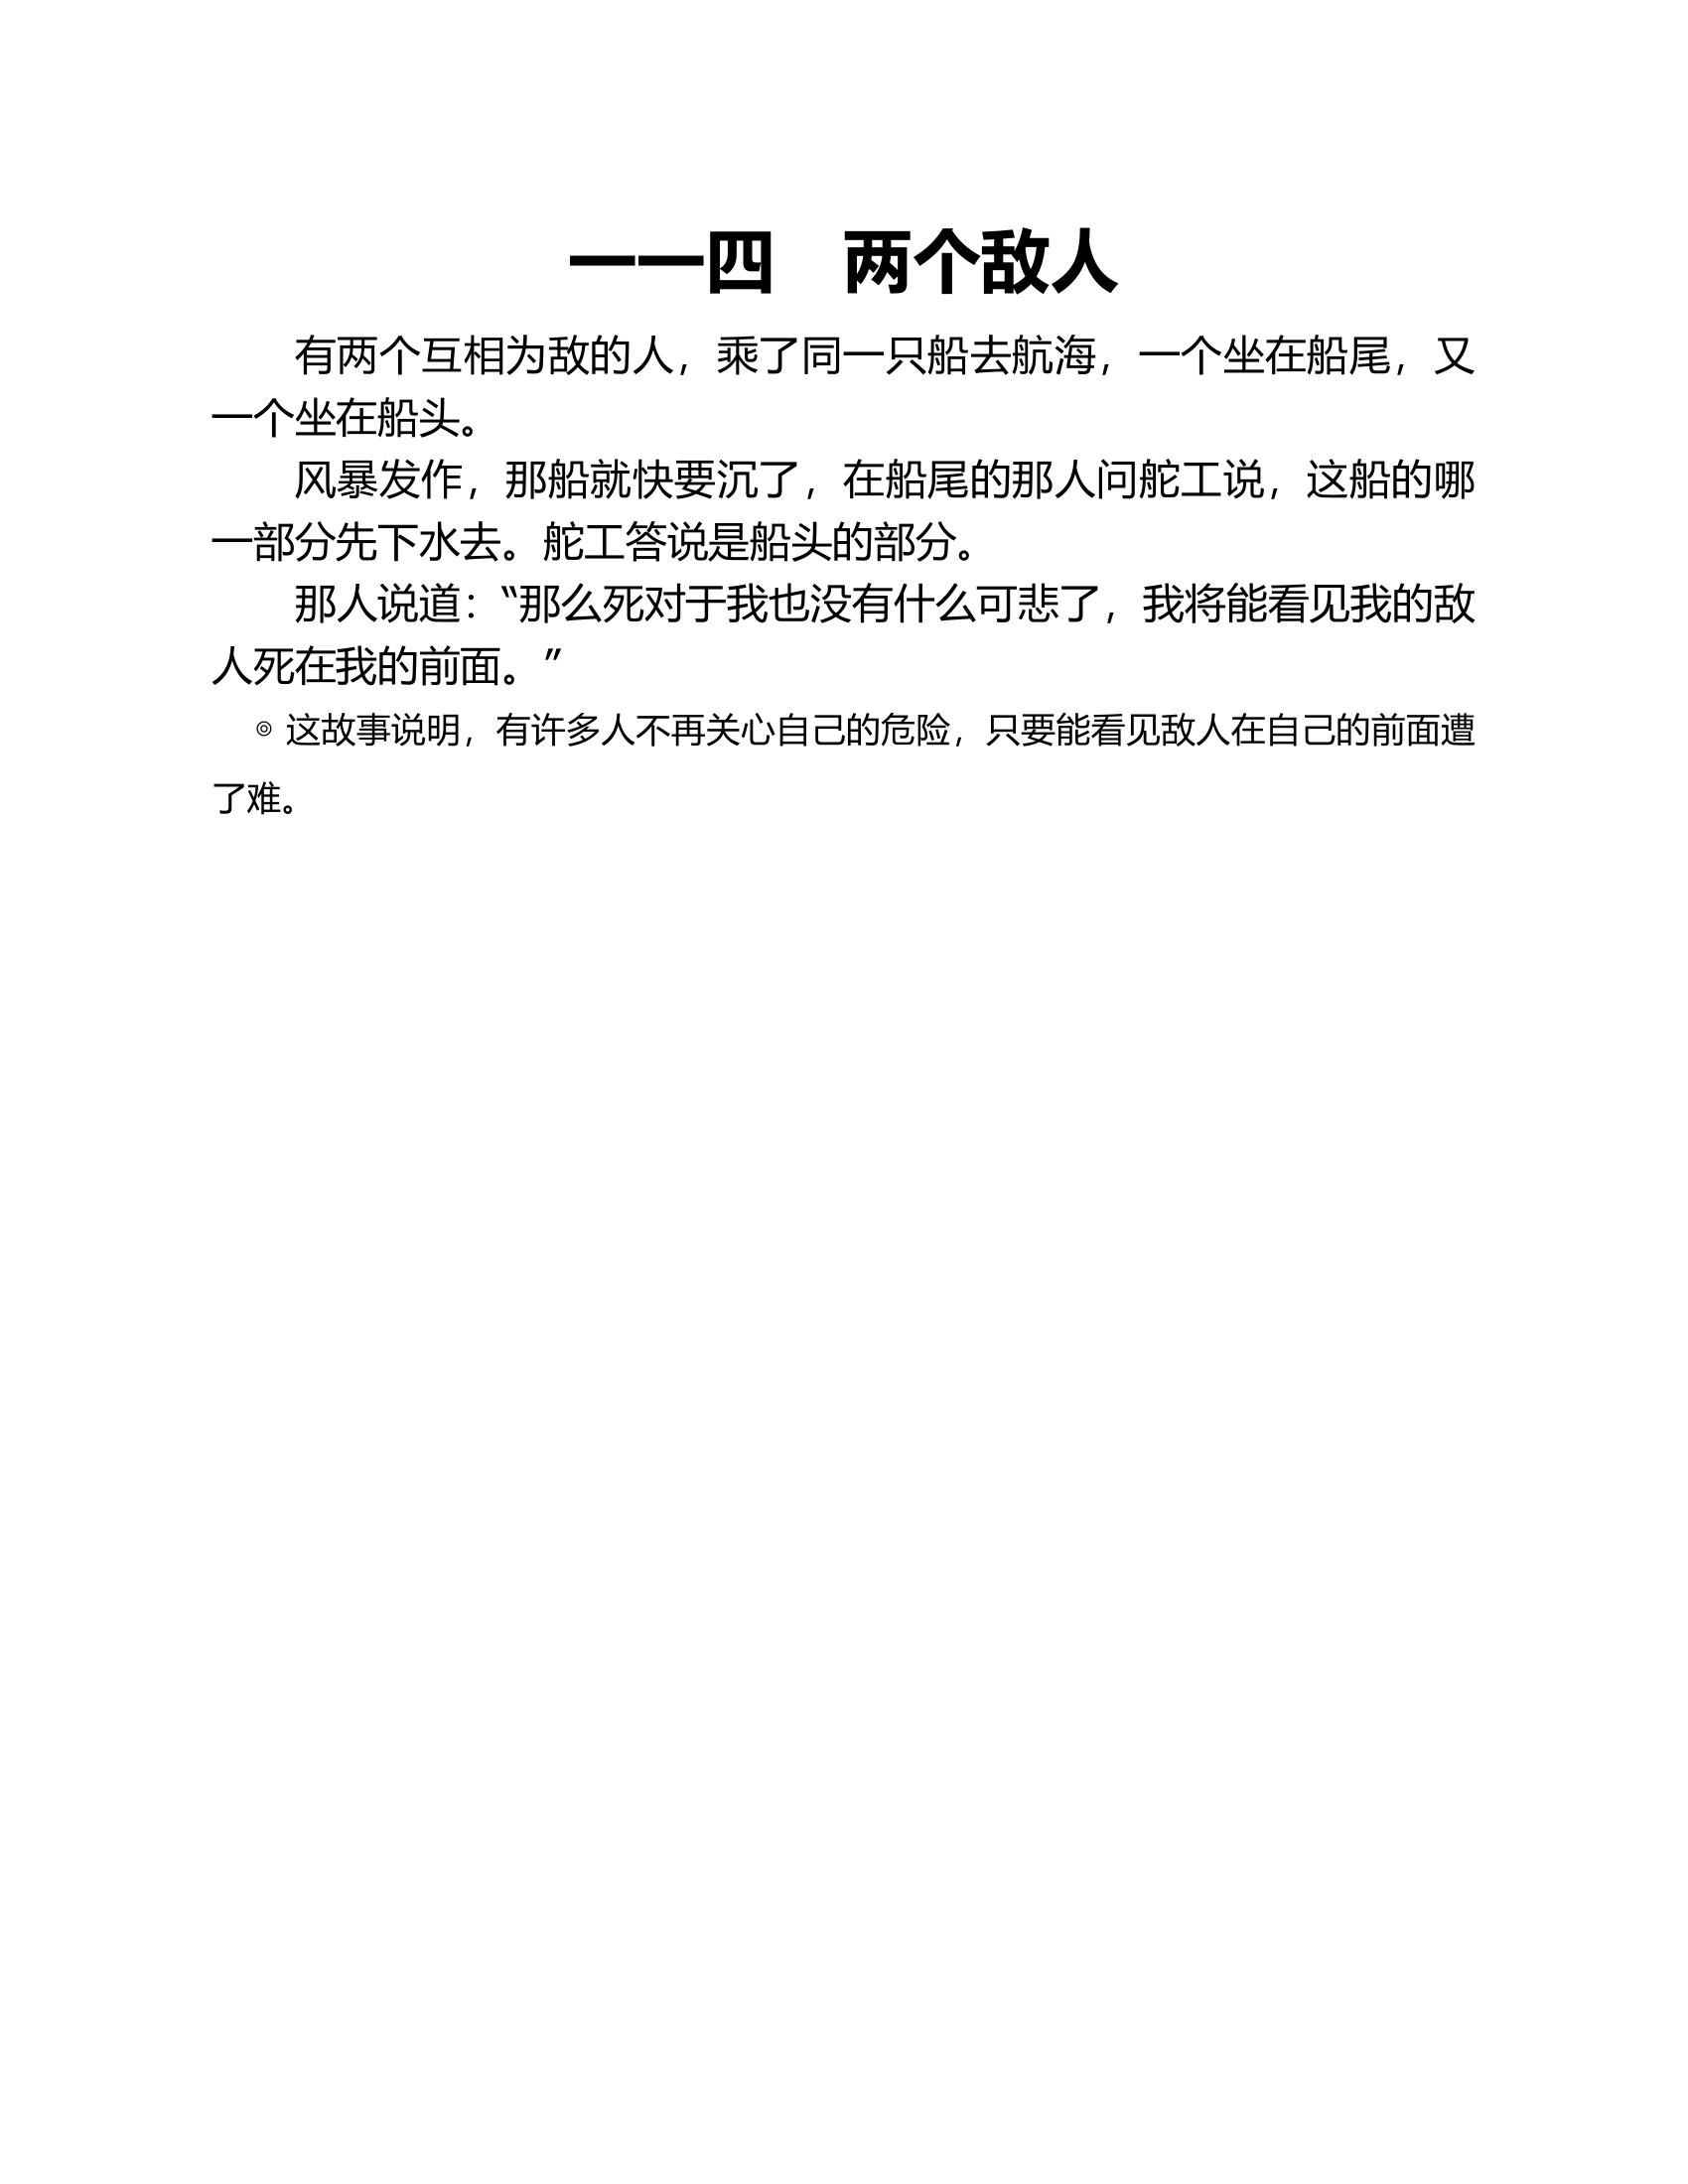 一一四　两个敌人
有两个互相为敌的人，乘了同一只船去航海，一个坐在船尾，又
一个坐在船头。
风暴发作，那船就快要沉了，在船尾的那人问舵工说，这船的哪
一部分先下水去。舵工答说是船头的部分。
那人说道：“那么死对于我也没有什么可悲了，我将能看见我的敌
人死在我的前面。”
◎ 这故事说明，有许多人不再关心自己的危险，只要能看见敌人在自己的前面遭
了难。